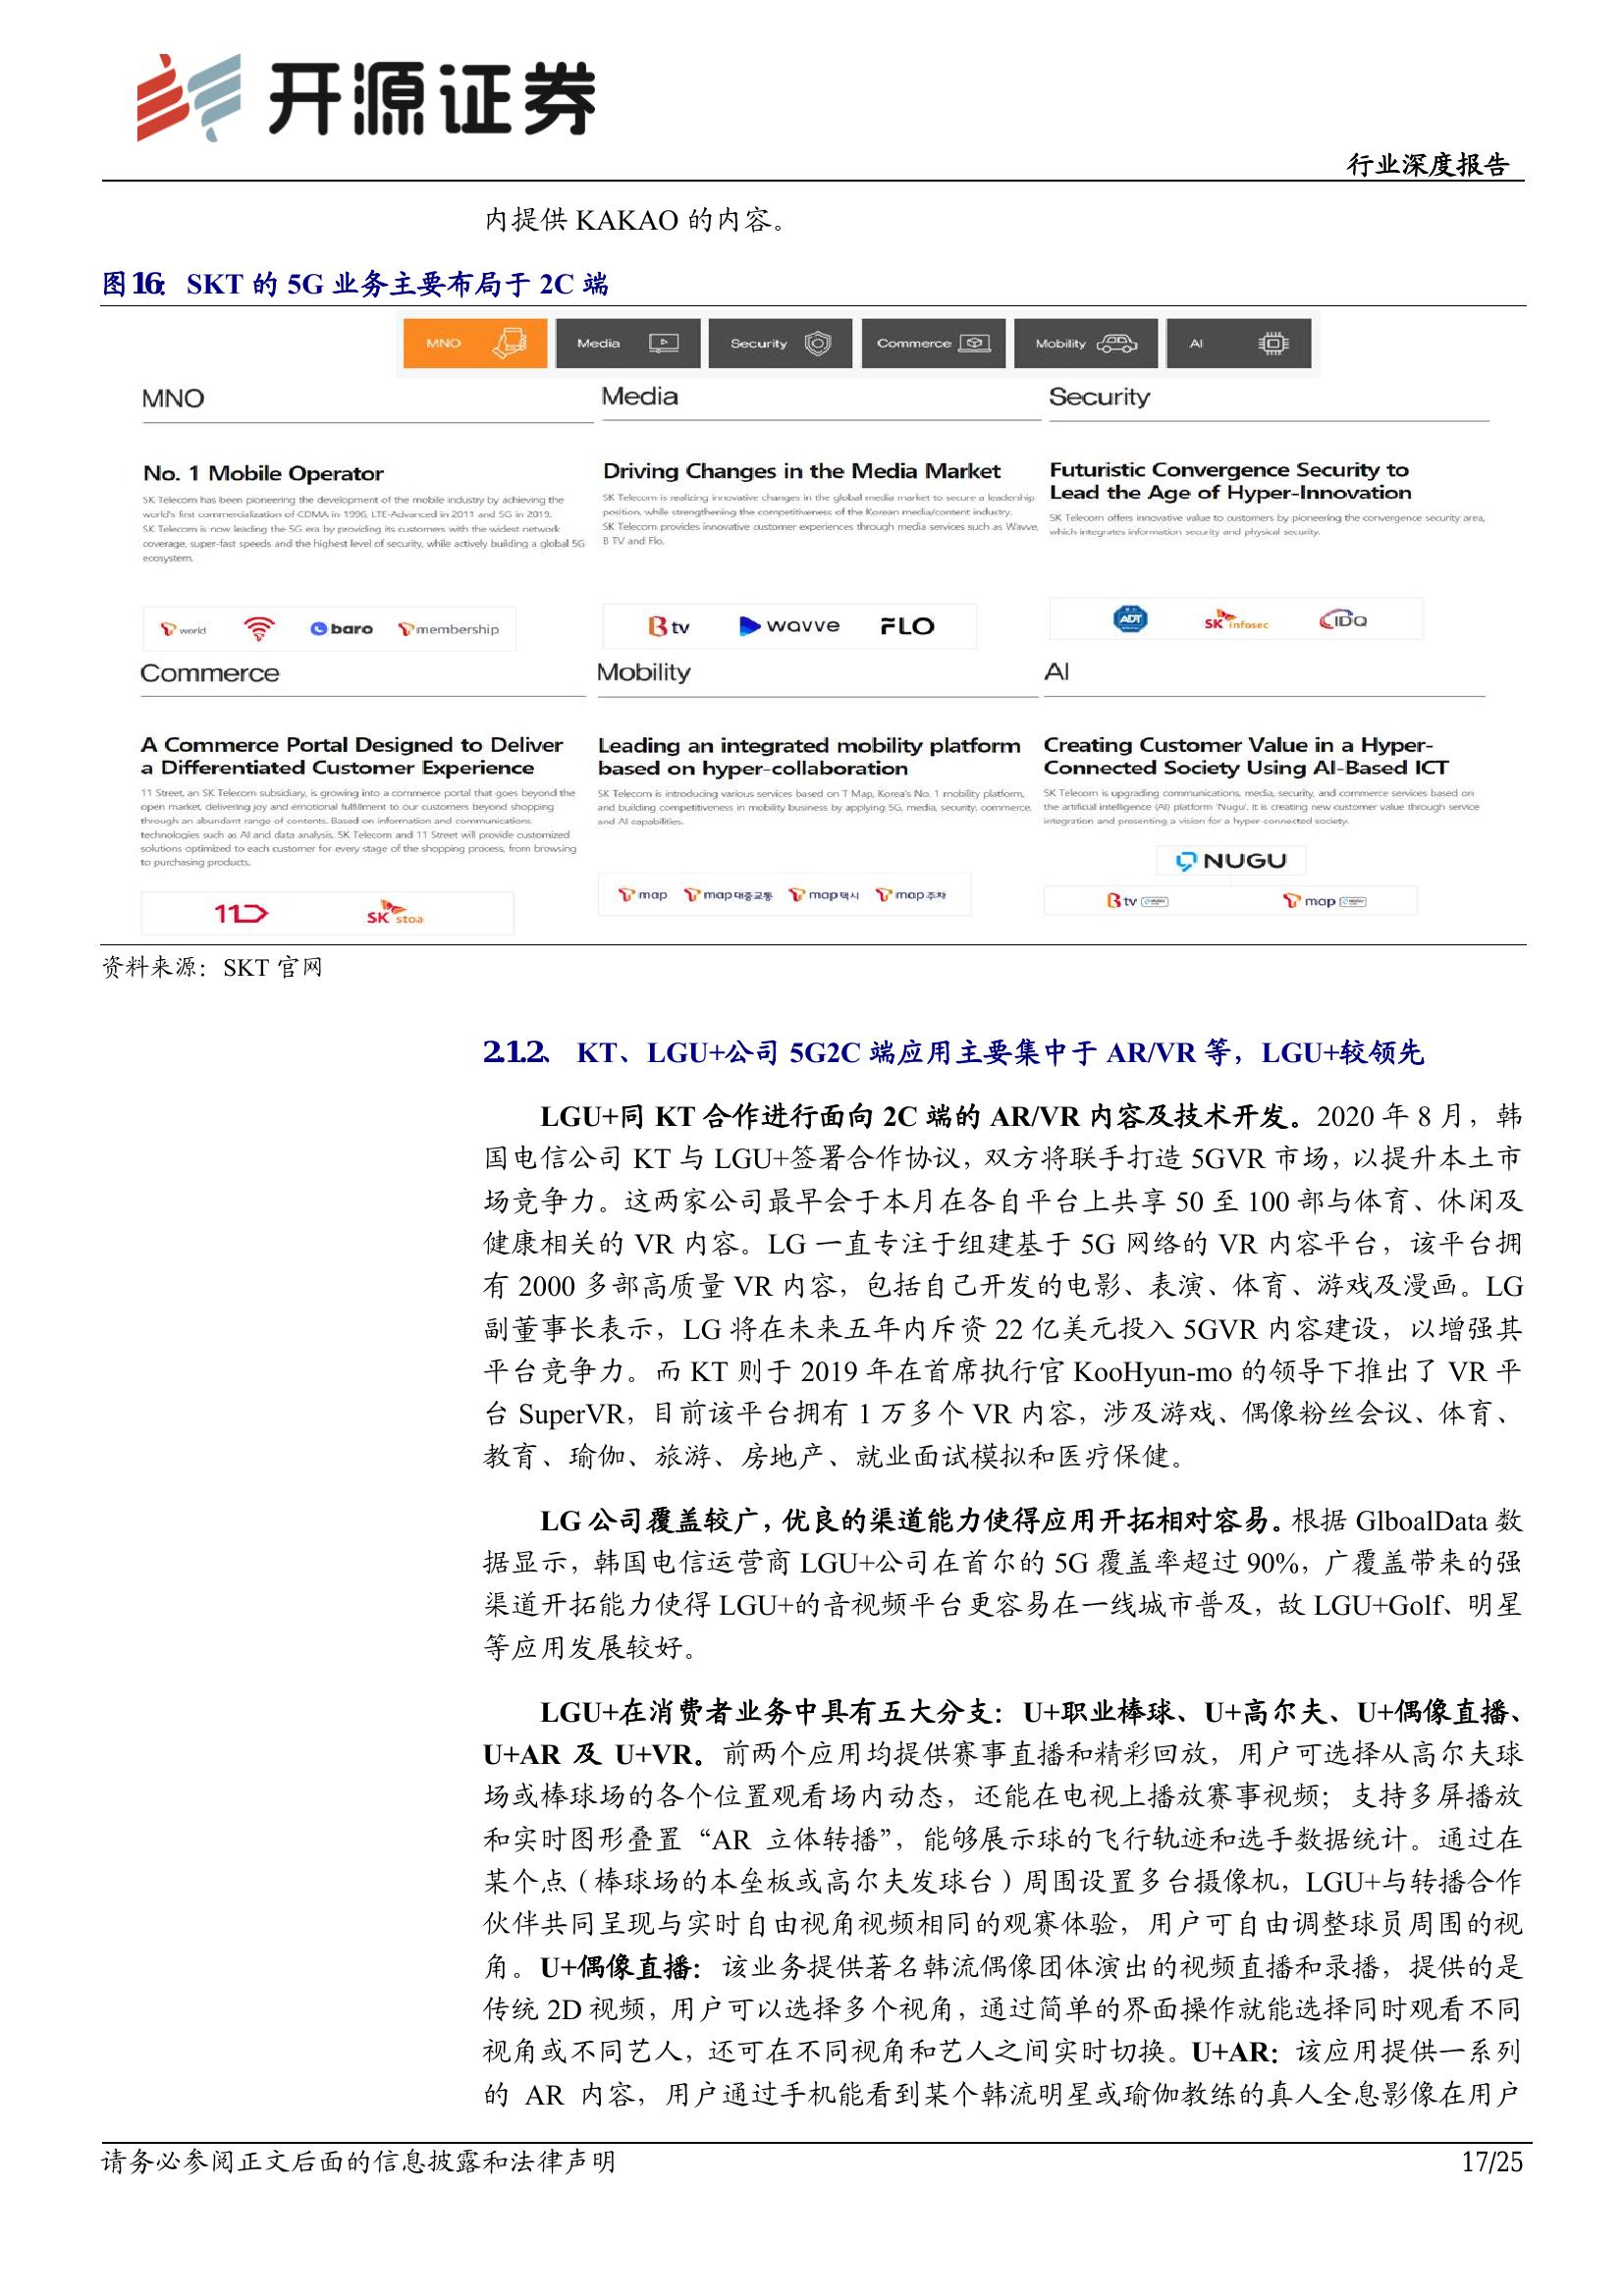 开源证券
行业深度报告
内提供 KAKAO 的内容。
图16： SKT 的 5G 业务主要布局于 2C 端
MNO Media Security Commerce Mobility AI
MNO
No. 1 Mobile Operator
SK Telecom has been pioneering the development of the mobile industry by achieving the
world's first commercialization of CDMA in 1996, LTE-Advanced in 2011 and 5G in 2019.
SK Telecom is now leading the 5G era by providing its customers with the widest network
coverage, super-fast speeds and the highest level of security, while actively building a global 5G
ecosystem.
T world baro T membership
Media
Driving Changes in the Media Market
SK Telecom is realizing innovative changes in the global media market to secure a leadership
position, while strengthening the competitiveness of the Korean media/content industry.
SK Telecom provides innovative customer experiences through media services such as Wavve,
B TV and Flo.
B tv wavve FLO
Security
Futuristic Convergence Security to
Lead the Age of Hyper-Innovation
SK Telecom offers innovative value to customers by pioneering the convergence security area,
which integrates information security and physical security.
ADT SK infosec IDQ
Commerce
A Commerce Portal Designed to Deliver
a Differentiated Customer Experience
11 Street, an SK Telecom subsidiary, is growing into a commerce portal that goes beyond the
open market, delivering joy and emotional fulfillment to our customers beyond shopping
through an abundant range of contents. Based on information and communications
technologies such as AI and data analysis, SK Telecom and 11 Street will provide customized
solutions optimized to each customer for every stage of the shopping process, from browsing
to purchasing products.
11 SK stoa
Mobility
Leading an integrated mobility platform
based on hyper-collaboration
SK Telecom is introducing various services based on T Map, Korea's No. 1 mobility platform,
and building competitiveness in mobility business by applying 5G, media, security, commerce,
and AI capabilities.
T map T map 대중교통 T map 택시 T map 주차
AI
Creating Customer Value in a Hyper-
Connected Society Using AI-Based ICT
SK Telecom is upgrading communications, media, security, and commerce services based on
the artificial intelligence (AI) platform 'Nugu'. It is creating new customer value through service
integration and presenting a vision for a hyper-connected society.
NUGU
B tv T map
资料来源：SKT 官网
2.1.2、 KT、LGU+公司 5G2C 端应用主要集中于 AR/VR 等，LGU+较领先
LGU+同 KT 合作进行面向 2C 端的 AR/VR 内容及技术开发。2020 年 8 月，韩
国电信公司 KT 与 LGU+签署合作协议，双方将联手打造 5GVR 市场，以提升本土市
场竞争力。这两家公司最早会于本月在各自平台上共享 50 至 100 部与体育、休闲及
健康相关的 VR 内容。LG 一直专注于组建基于 5G 网络的 VR 内容平台，该平台拥
有 2000 多部高质量 VR 内容，包括自己开发的电影、表演、体育、游戏及漫画。LG
副董事长表示，LG 将在未来五年内斥资 22 亿美元投入 5GVR 内容建设，以增强其
平台竞争力。而 KT 则于 2019 年在首席执行官 KooHyun-mo 的领导下推出了 VR 平
台 SuperVR，目前该平台拥有 1 万多个 VR 内容，涉及游戏、偶像粉丝会议、体育、
教育、瑜伽、旅游、房地产、就业面试模拟和医疗保健。
LG 公司覆盖较广，优良的渠道能力使得应用开拓相对容易。根据 GlboalData 数
据显示，韩国电信运营商 LGU+公司在首尔的 5G 覆盖率超过 90%，广覆盖带来的强
渠道开拓能力使得 LGU+的音视频平台更容易在一线城市普及，故 LGU+Golf、明星
等应用发展较好。
LGU+在消费者业务中具有五大分支：U+职业棒球、U+高尔夫、U+偶像直播、
U+AR 及 U+VR。前两个应用均提供赛事直播和精彩回放，用户可选择从高尔夫球
场或棒球场的各个位置观看场内动态，还能在电视上播放赛事视频；支持多屏播放
和实时图形叠置“AR 立体转播”，能够展示球的飞行轨迹和选手数据统计。通过在
某个点（棒球场的本垒板或高尔夫发球台）周围设置多台摄像机，LGU+与转播合作
伙伴共同呈现与实时自由视角视频相同的观赛体验，用户可自由调整球员周围的视
角。U+偶像直播：该业务提供著名韩流偶像团体演出的视频直播和录播，提供的是
传统 2D 视频，用户可以选择多个视角，通过简单的界面操作就能选择同时观看不同
视角或不同艺人，还可在不同视角和艺人之间实时切换。U+AR：该应用提供一系列
的 AR 内容，用户通过手机能看到某个韩流明星或瑜伽教练的真人全息影像在用户
请务必参阅正文后面的信息披露和法律声明
17/25